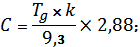 C = (T_g × k) / 9,3 × 2,88;